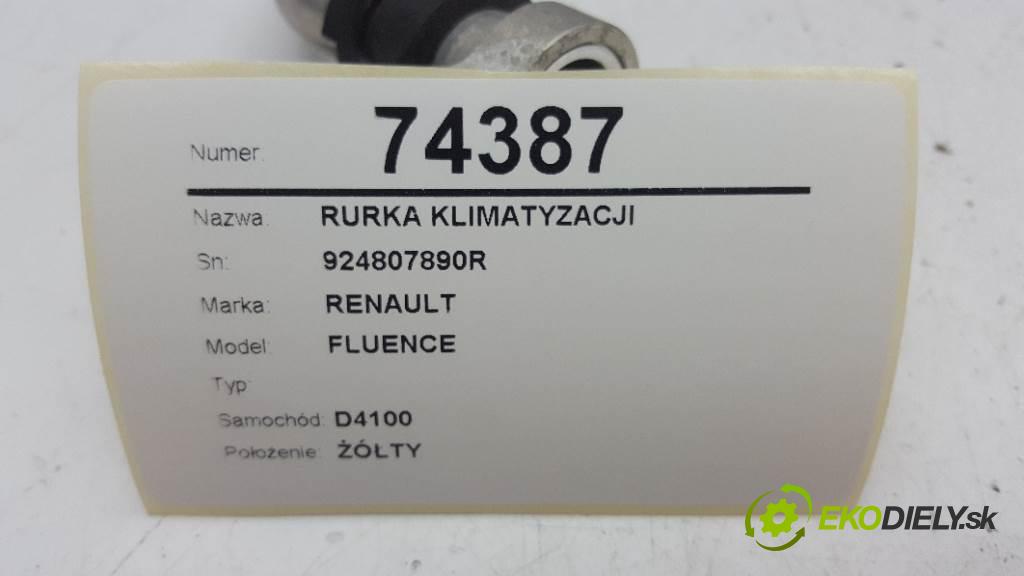 Numer: 74387
Nazwa: RURKA KLIMATYZACJI
Sn: 924807890R
Marka: RENAULT
Model: FLUENCE
Typ:
Samochód: D4100
Położenie: ŻÓŁTY
EKODIELY.sk